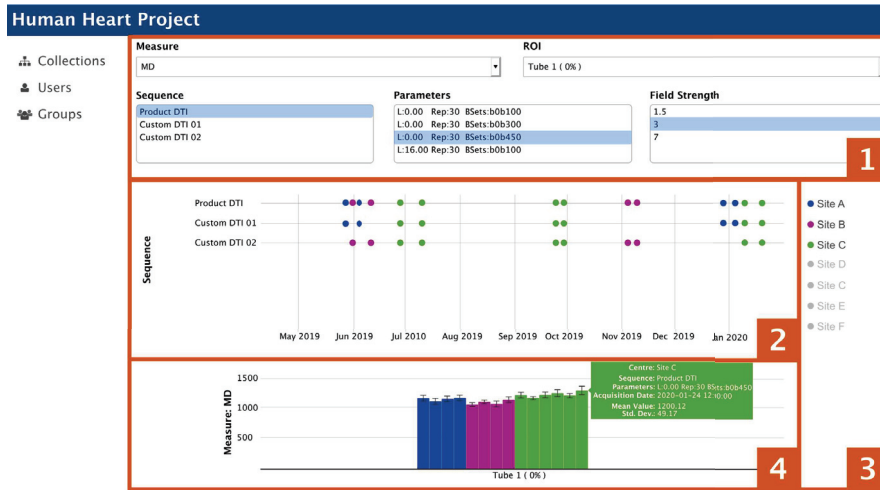 Human Heart Project
Collections
Users
Groups
Measure
MD
ROI
Tube 1 ( 0%)
Sequence
Product DTI
Custom DTI 01
Custom DTI 02
Parameters
L:0.00 Rep:30 BSets:b0b100
L:0.00 Rep:30 BSets:b0b300
L:0.00 Rep:30 BSets:b0b450
L:16.00 Rep:30 BSets:b0b100
Field Strength
1.5
3
7
1
Sequence
Product DTI
Custom DTI 01
Custom DTI 02
May 2019 Jun 2019 Jul 2010 Aug 2019 Sep 2019 Oct 2019 Nov 2019 Dec 2019 Jan 2020
2
Site A
Site B
Site C
Site D
Site C
Site E
Site F
3
Measure: MD
1500
1000
500
Tube 1 ( 0%)
Centre: Site C
Sequence: Product DTI
Parameters: L:0.00 Rep:30 BSets:b0b450
Acquisition Date: 2020-01-24 12:00:00
Mean Value: 1200.12
Std. Dev.: 49.17
4